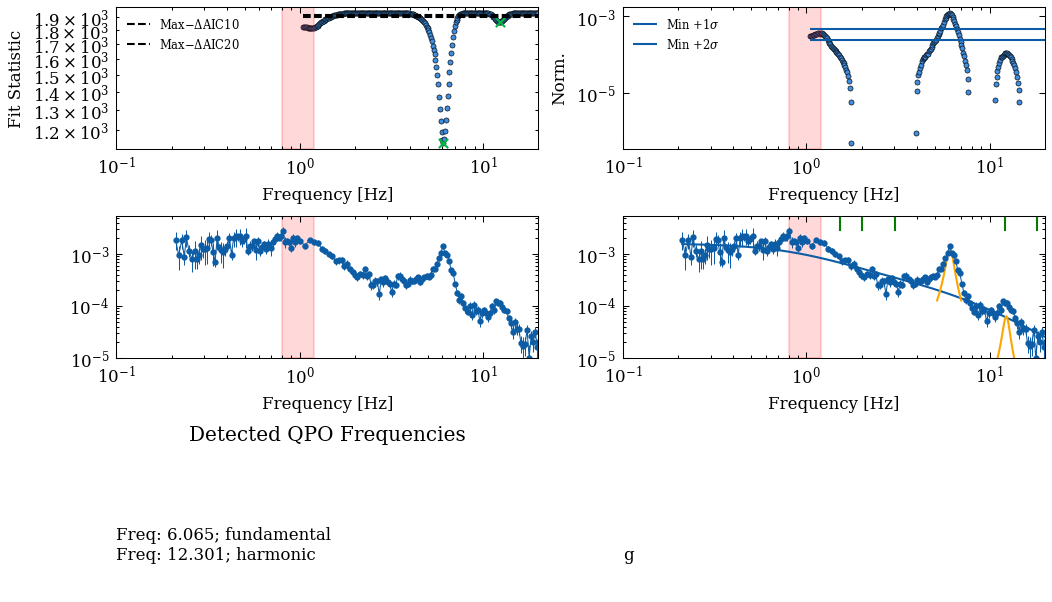 1.9 × 10³
1.8 × 10³
1.7 × 10³
1.6 × 10³
1.5 × 10³
1.4 × 10³
1.3 × 10³
1.2 × 10³
Fit Statistic
Max−ΔAIC10
Max−ΔAIC20
10⁻¹ 10⁰ 10¹
Frequency [Hz]
10⁻³
10⁻⁵
Norm.
Min +1σ
Min +2σ
10⁻¹ 10⁰ 10¹
Frequency [Hz]
10⁻³
10⁻⁴
10⁻⁵
10⁻¹ 10⁰ 10¹
Frequency [Hz]
10⁻³
10⁻⁴
10⁻⁵
10⁻¹ 10⁰ 10¹
Frequency [Hz]
Detected QPO Frequencies
Freq: 6.065; fundamental
Freq: 12.301; harmonic
g